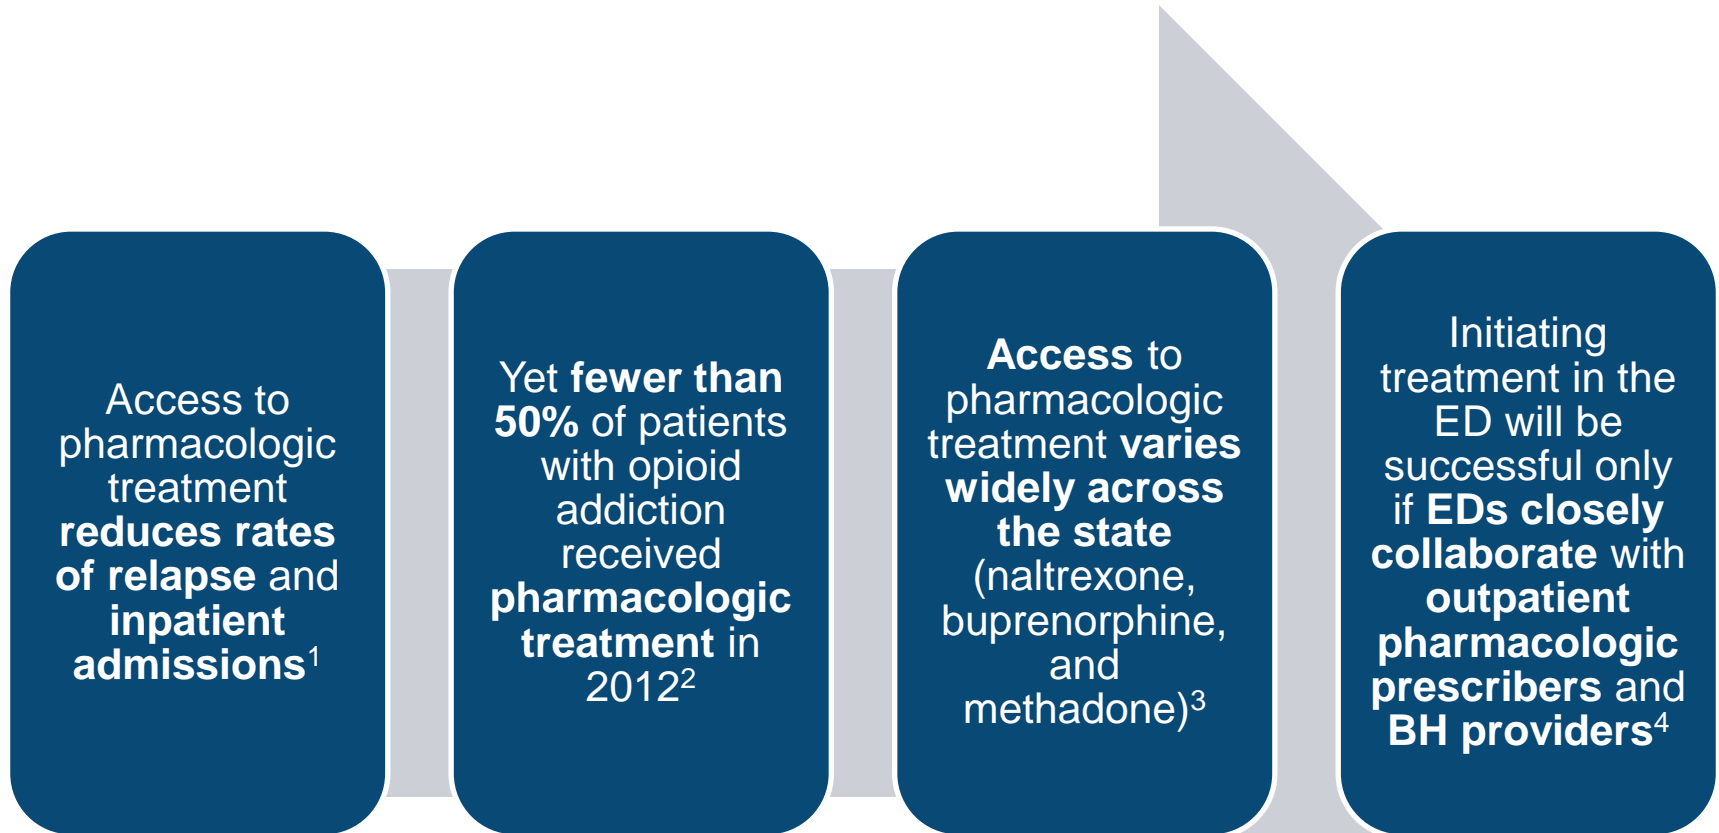 Access to
pharmacologic
treatment
reduces rates
of relapse and
inpatient
admissions¹
Yet fewer than
50% of patients
with opioid
addiction
received
pharmacologic
treatment in
2012²
Access to
pharmacologic
treatment varies
widely across
the state
(naltrexone,
buprenorphine,
and
methadone)³
Initiating
treatment in the
ED will be
successful only
if EDs closely
collaborate with
outpatient
pharmacologic
prescribers and
BH providers⁴